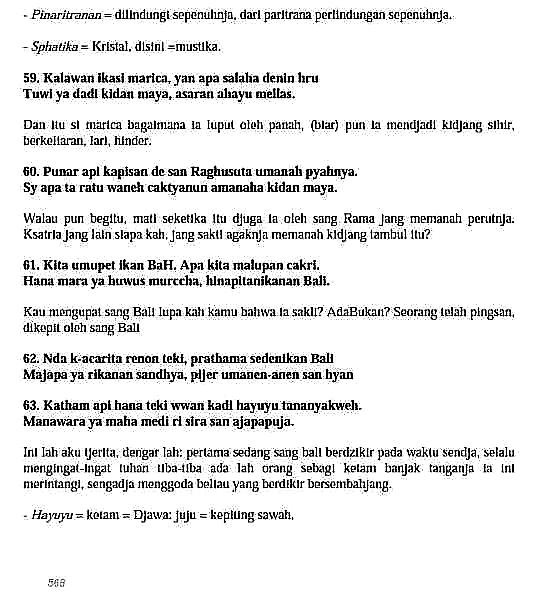 - Pinaritranan = dilindungi sepenuhnja, dari paritrana perlindungan sepenuhnja.
- Sphatika = Kristal, disini =mustika.
59. Kalawan ikasi marica, yan apa salaha denin hru
Tuwi ya dadi kidan maya, asaran ahayu meilas.
Dan itu si marica bagaimana ia luput oleh panah, (biar) pun ia mendjadi kidjang sihir,
berkeliaran, lari, hinder.
60. Punar api kapisan de san Raghusuta umanah pyahnya.
Sy apa ta ratu waneh caktyanun amanaha kidan maya.
Walau pun begitu, mati seketika itu djuga ia oleh sang Rama jang memanah perutnja.
Ksatria jang lain siapa kah, jang sakti agaknja memanah kidjang tambul itu?
61. Kita umupet ikan BaH. Apa kita malupan cakri.
Hana mara ya huwus murccha, hinapitanikanan Bali.
Kau mengupat sang Bali lupa kah kamu bahwa ia sakli? AdaBukan? Seorang telah pingsan,
dikepit oleh sang Bali
62. Nda k-acarita renon teki, prathama sedenikan Bali
Majapa ya rikanan sandhya, pijer umanen-anen san hyan
63. Katham api hana teki wwan kadi hayuyu tananyakweh.
Manawara ya maha medi ri sira san ajapapuja.
Ini lah aku tjerita, dengar lah: pertama sedang sang bali berdzikir pada waktu sendja, selalu
mengingat-ingat tuhan tiba-tiba ada lah orang sebagi ketam banjak tanganja ia ini
merintangi, sengadja menggoda beliau yang berdikir bersembahjang.
- Hayuyu = ketam = Djawa: juju = kepiting sawah,
569